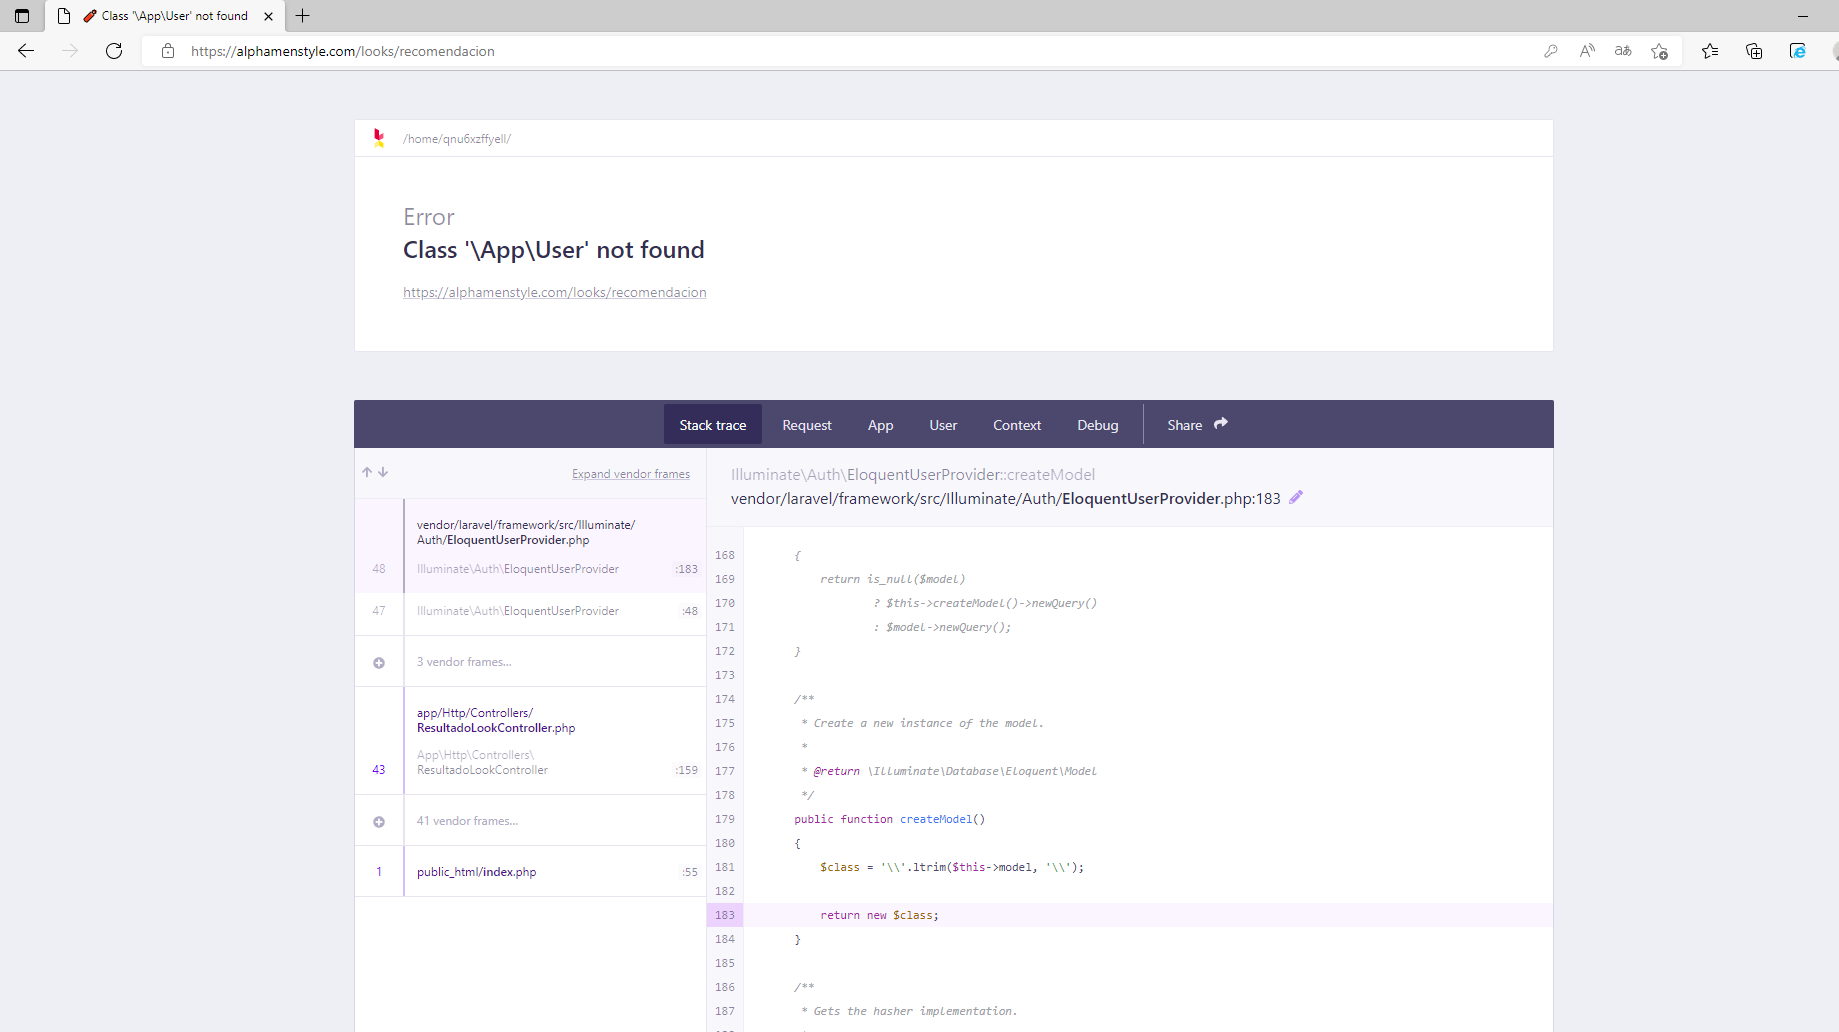 Class '\App\User' not found
https://alphamenstyle.com/looks/recomendacion
/home/qnu6xzffyell/
Error
Class '\App\User' not found
https://alphamenstyle.com/looks/recomendacion
Stack trace
Request
App
User
Context
Debug
Share
Expand vendor frames
vendor/laravel/framework/src/Illuminate/
Auth/EloquentUserProvider.php
48 Illuminate\Auth\EloquentUserProvider :183
47 Illuminate\Auth\EloquentUserProvider :48
3 vendor frames...
app/Http/Controllers/
ResultadoLookController.php
App\Http\Controllers\
43 ResultadoLookController :159
41 vendor frames...
1 public_html/index.php :55
Illuminate\Auth\EloquentUserProvider::createModel
vendor/laravel/framework/src/Illuminate/Auth/EloquentUserProvider.php:183
168 {
169 return is_null($model)
170 ? $this->createModel()->newQuery()
171 : $model->newQuery();
172 }
173
174 /**
175 * Create a new instance of the model.
176 *
177 * @return \Illuminate\Database\Eloquent\Model
178 */
179 public function createModel()
180 {
181 $class = '\\'.ltrim($this->model, '\\');
182
183 return new $class;
184 }
185
186 /**
187 * Gets the hasher implementation.